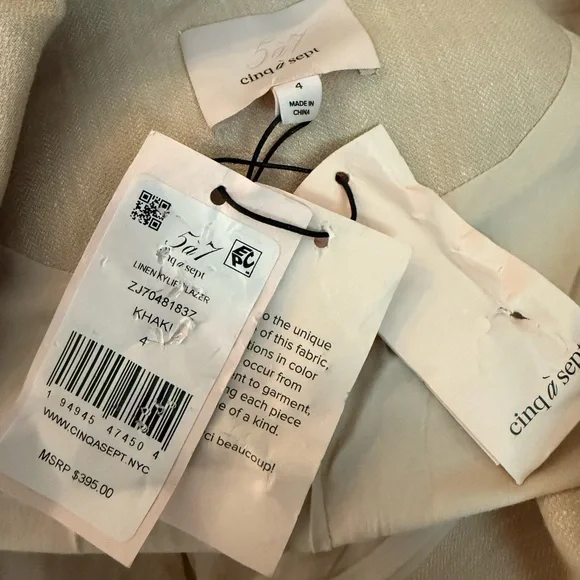 5à7
cinq à sept
4
MADE IN
CHINA
5à7
cinq à sept
LINEN KYLIE BLAZER
ZJ70481837
KHAKI
4
1 94945 47450 4
WWW.CINQASEPT.NYC
MSRP $395.00
to the unique
of this fabric.
tions in color
occur from
ent to garment,
ng each piece
e of a kind.
ci beaucoup!
cinq à sept